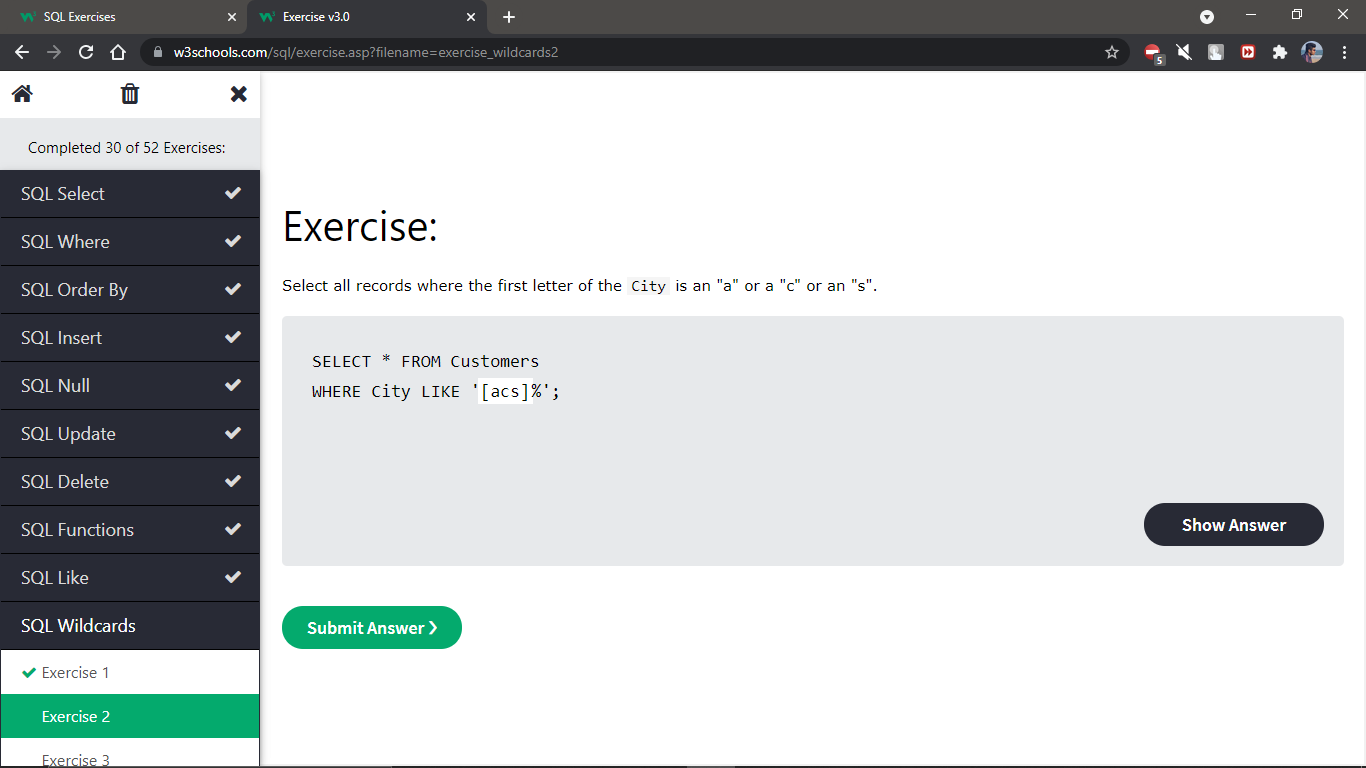 SQL Exercises
Exercise v3.0
w3schools.com/sql/exercise.asp?filename=exercise_wildcards2
5
Completed 30 of 52 Exercises:
SQL Select
SQL Where
SQL Order By
SQL Insert
SQL Null
SQL Update
SQL Delete
SQL Functions
SQL Like
SQL Wildcards
Exercise 1
Exercise 2
Exercise 3
Exercise:
Select all records where the first letter of the City is an "a" or a "c" or an "s".
SELECT * FROM Customers
WHERE City LIKE '[acs]%';
Show Answer
Submit Answer ❯